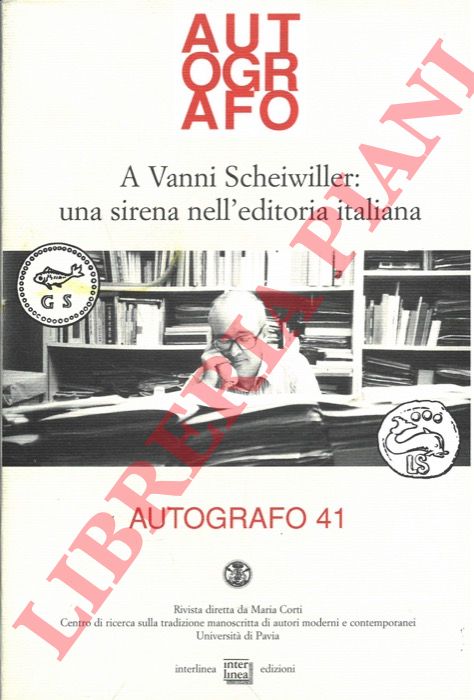 AUT
OGR
AFO
A Vanni Scheiwiller:
una sirena nell'editoria italiana
G S
LS
AUTOGRAFO 41
Rivista diretta da Maria Corti
Centro di ricerca sulla tradizione manoscritta di autori moderni e contemporanei
Università di Pavia
interlinea inter linea edizioni
LIBRERIA PIANI